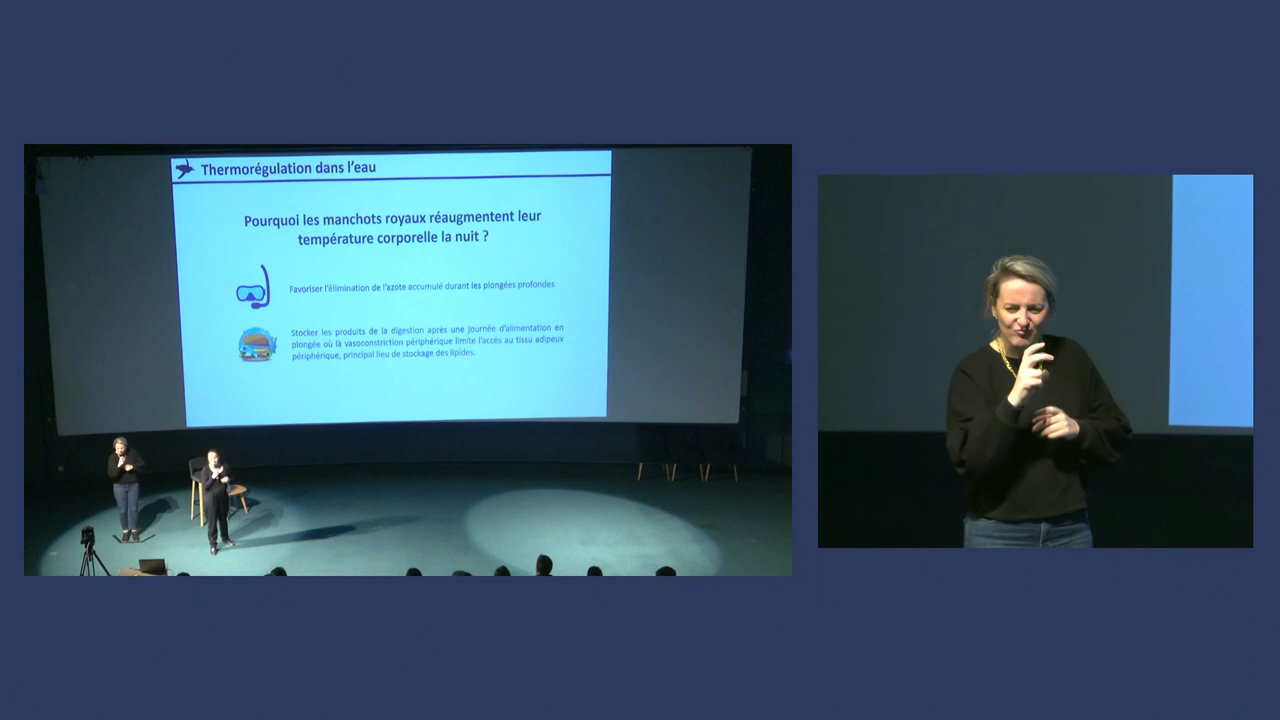 Thermorégulation dans l'eau
Pourquoi les manchots royaux réaugmentent leur
température corporelle la nuit ?
Favoriser l'élimination de l'azote accumulé durant les plongées profondes
Stocker les produits de la digestion après une journée d'alimentation en
plongée où là vasoconstriction périphérique limite l'accès au tissu adipeux
périphérique, principal lieu de stockage des lipides.